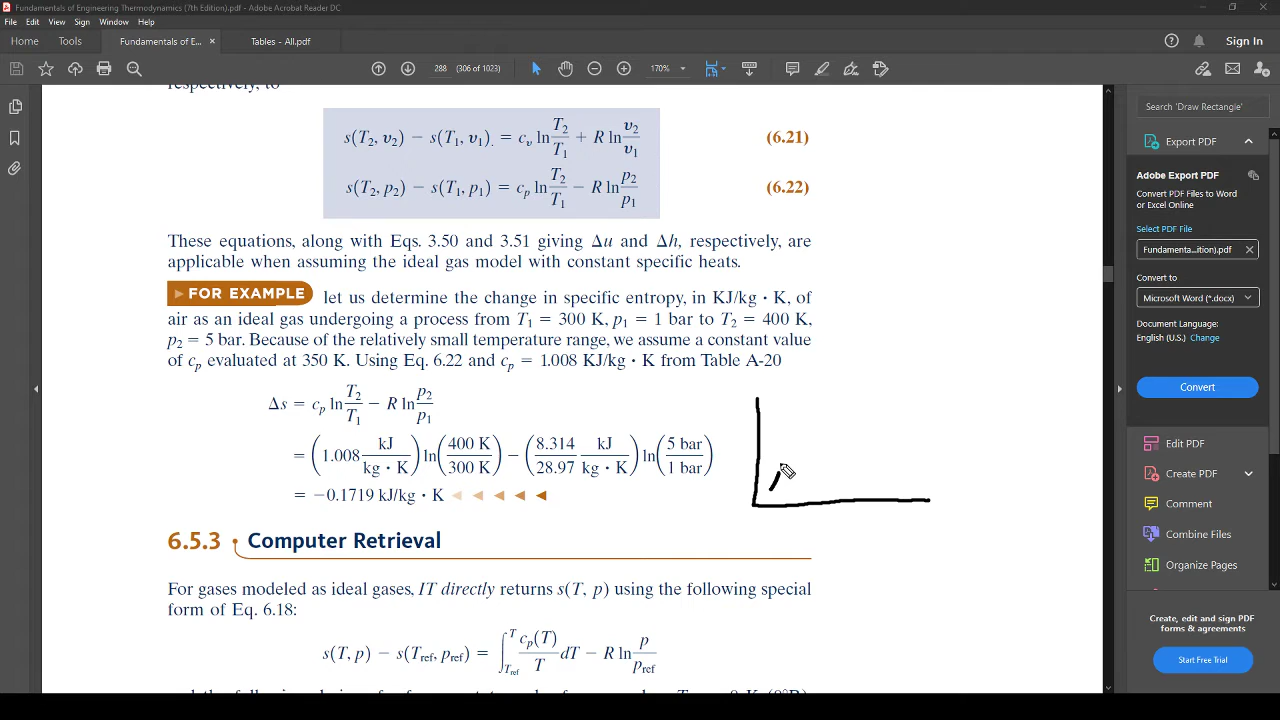 Fundamentals of Engineering Thermodynamics (7th Edition).pdf - Adobe Acrobat Reader DC
File Edit View Sign Window Help
Home Tools Fundamentals of E... × Tables - All.pdf Sign In
288 (306 of 1023) 170%
respectively, to
s(T₂, v₂) − s(T₁, v₁). = cᵥ ln T₂/T₁ + R ln v₂/v₁ (6.21)
s(T₂, p₂) − s(T₁, p₁) = cₚ ln T₂/T₁ − R ln p₂/p₁ (6.22)
These equations, along with Eqs. 3.50 and 3.51 giving Δu and Δh, respectively, are
applicable when assuming the ideal gas model with constant specific heats.
▶ FOR EXAMPLE let us determine the change in specific entropy, in KJ/kg · K, of
air as an ideal gas undergoing a process from T₁ = 300 K, p₁ = 1 bar to T₂ = 400 K,
p₂ = 5 bar. Because of the relatively small temperature range, we assume a constant value
of cₚ evaluated at 350 K. Using Eq. 6.22 and cₚ = 1.008 KJ/kg · K from Table A-20
Δs = cₚ ln T₂/T₁ − R ln p₂/p₁
= (1.008 kJ/kg · K) ln (400 K/300 K) − (8.314/28.97 kJ/kg · K) ln (5 bar/1 bar)
= −0.1719 kJ/kg · K ◀ ◀ ◀ ◀ ◀
6.5.3 • Computer Retrieval
For gases modeled as ideal gases, IT directly returns s(T, p) using the following special
form of Eq. 6.18:
s(T, p) − s(Tref, pref) = ∫ Tref T cₚ(T)/T dT − R ln p/pref
Search 'Draw Rectangle'
Export PDF
Adobe Export PDF
Convert PDF Files to Word
or Excel Online
Select PDF File
Fundamenta...ition).pdf ×
Convert to
Microsoft Word (*.docx)
Document Language:
English (U.S.) Change
Convert
Edit PDF
Create PDF
Comment
Combine Files
Organize Pages
Create, edit and sign PDF
forms & agreements
Start Free Trial